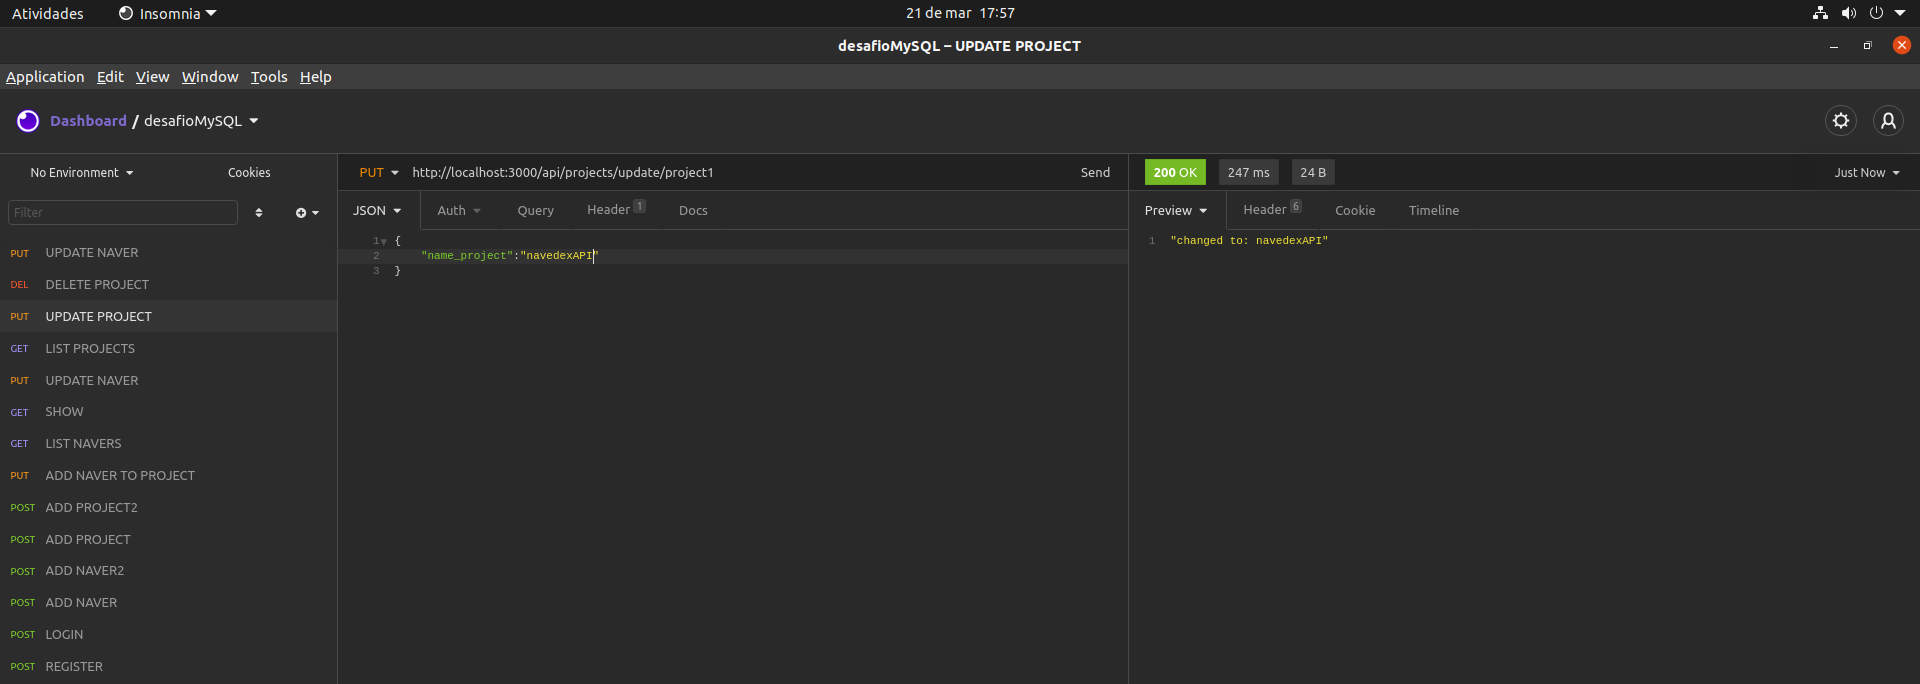 Atividades Insomnia 21 de mar 17:57
desafioMySQL – UPDATE PROJECT
Application Edit View Window Tools Help
Dashboard / desafioMySQL
No Environment Cookies
Filter
PUT UPDATE NAVER
DEL DELETE PROJECT
PUT UPDATE PROJECT
GET LIST PROJECTS
PUT UPDATE NAVER
GET SHOW
GET LIST NAVERS
PUT ADD NAVER TO PROJECT
POST ADD PROJECT2
POST ADD PROJECT
POST ADD NAVER2
POST ADD NAVER
POST LOGIN
POST REGISTER
PUT http://localhost:3000/api/projects/update/project1 Send
JSON Auth Query Header 1 Docs
1 {
2 "name_project":"navedexAPI"
3 }
200 OK 247 ms 24 B Just Now
Preview Header 6 Cookie Timeline
1 "changed to: navedexAPI"